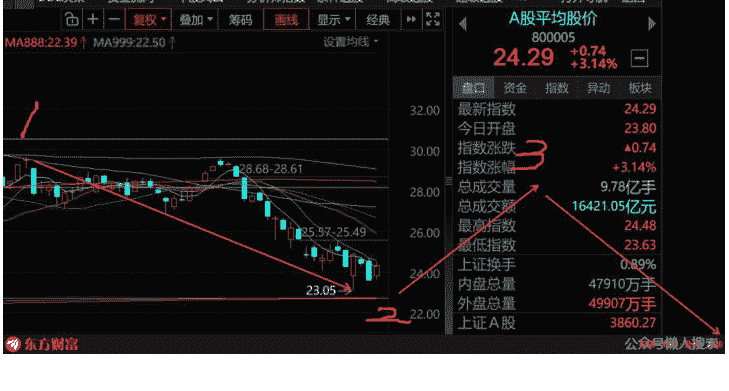 复权 叠加 筹码 画线 显示 经典
A股平均股价
MA888:22.39↑ MA999:22.50↑ 设置均线
800005
24.29 +0.74
+3.14%
盘口 资金 指数 异动 板块
最新指数 24.29
今日开盘 23.80
指数涨跌 ▲0.74
指数涨幅 +3.14%
总成交量 9.78亿手
总成交额 16421.05亿元
最高指数 24.48
最低指数 23.63
上证换手 0.89%
内盘总量 47910万手
外盘总量 49907万手
上证A股 3860.27
32.00
30.00
28.00
26.00
24.00
22.00
28.68-28.61
25.57-25.49
23.05
1
2
3
东方财富